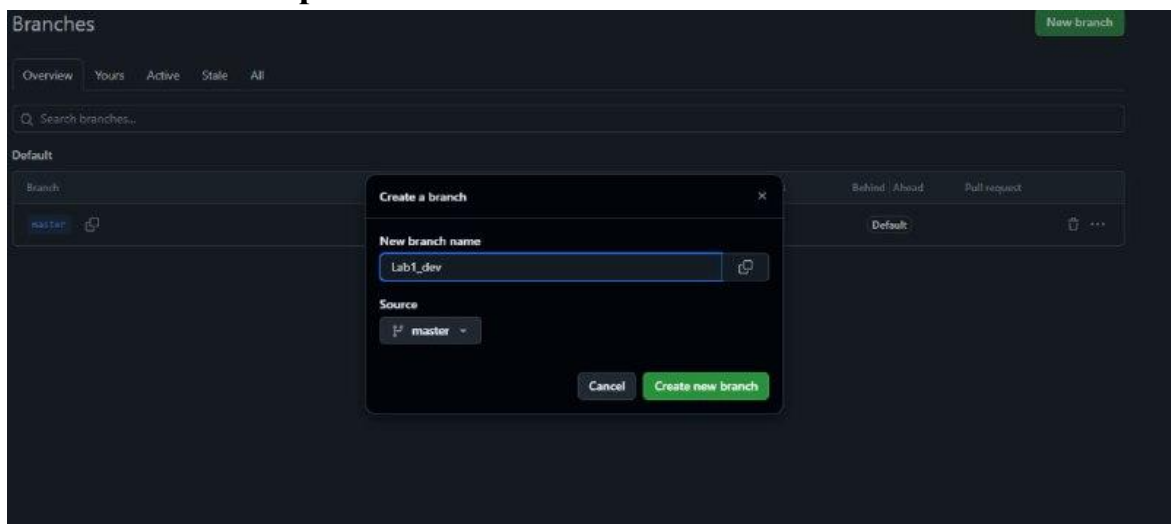 Branches
New branch
Overview Yours Active Stale All
Search branches...
Default
Branch Behind Ahead Pull request
master Default
Create a branch
New branch name
Lab1_dev
Source
master
Cancel Create new branch